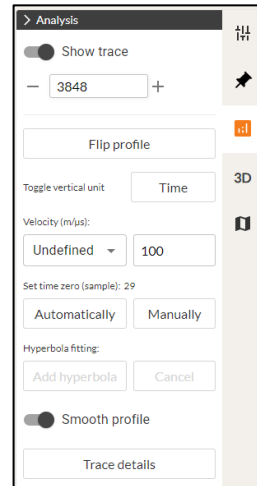 Analysis
Show trace
− 3848 +
Flip profile
Toggle vertical unit Time
Velocity (m/µs):
Undefined 100
Set time zero (sample): 29
Automatically Manually
Hyperbola fitting:
Add hyperbola Cancel
Smooth profile
Trace details
3D